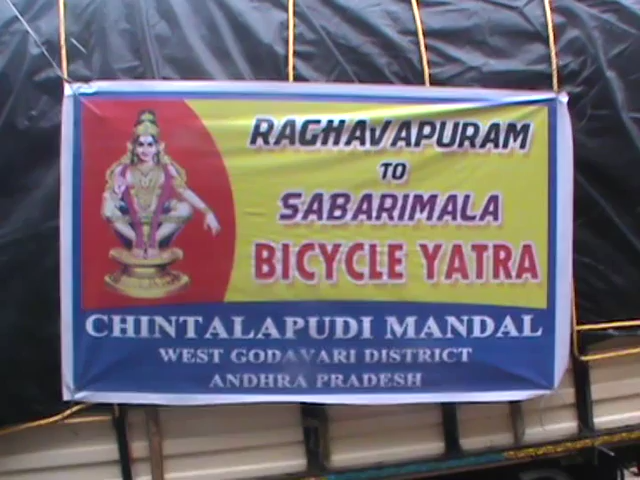 RAGHAVAPURAM
TO
SABARIMALA
BICYCLE YATRA
CHINTALAPUDI MANDAL
WEST GODAVARI DISTRICT
ANDHRA PRADESH